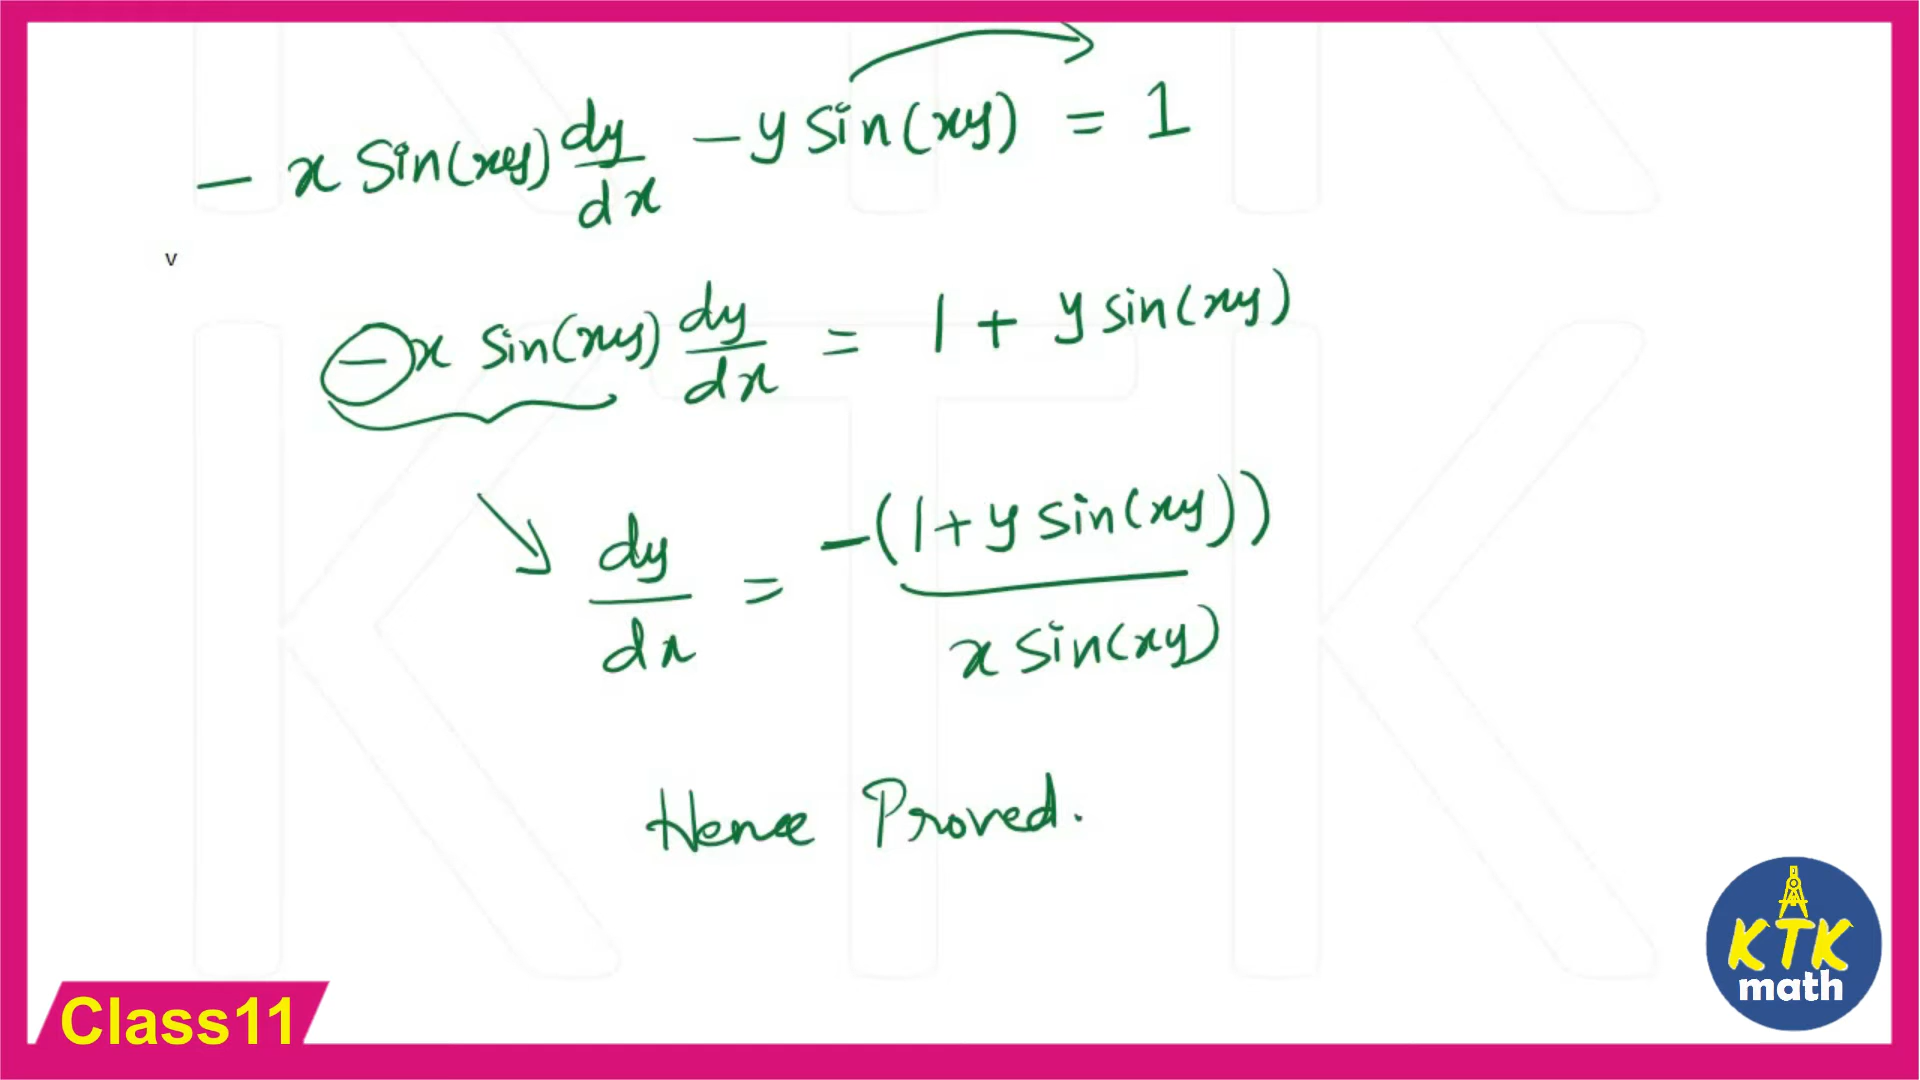 - x Sin(xy) dy/dx - y sin(xy) = 1
v
- x sin(xy) dy/dx = 1 + y sin(xy)
dy/dx = -(1 + y sin(xy)) / x sin(xy)
Hence Proved.
KTK
math
Class11